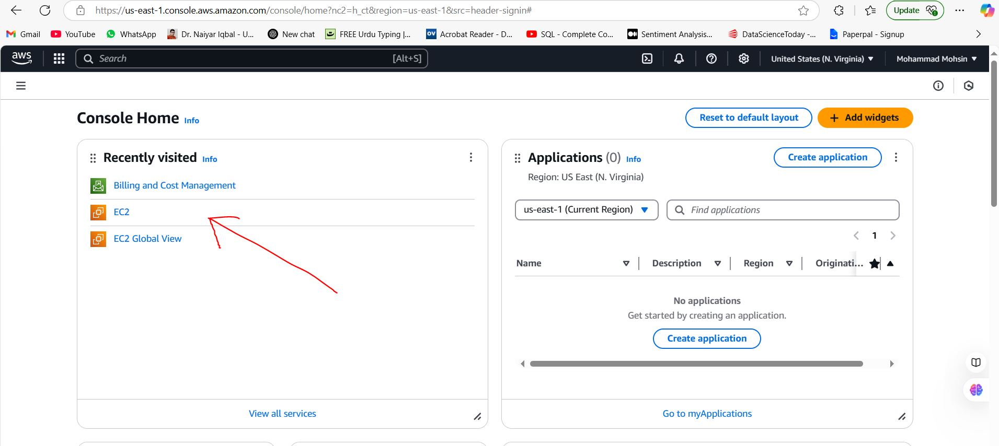 https://us-east-1.console.aws.amazon.com/console/home?nc2=h_ct&region=us-east-1&src=header-signin#
Update
Gmail YouTube WhatsApp Dr. Naiyar Iqbal - U... New chat FREE Urdu Typing |... OV Acrobat Reader - D... SQL - Complete Co... Sentiment Analysis... DataScienceToday -... Paperpal - Signup
aws Search [Alt+S] United States (N. Virginia) Mohammad Mohsin
Console Home Info Reset to default layout + Add widgets
Recently visited Info
Billing and Cost Management
EC2
EC2 Global View
View all services
Applications (0) Info Create application
Region: US East (N. Virginia)
us-east-1 (Current Region) Find applications
1
Name Description Region Originati...
No applications
Get started by creating an application.
Create application
Go to myApplications